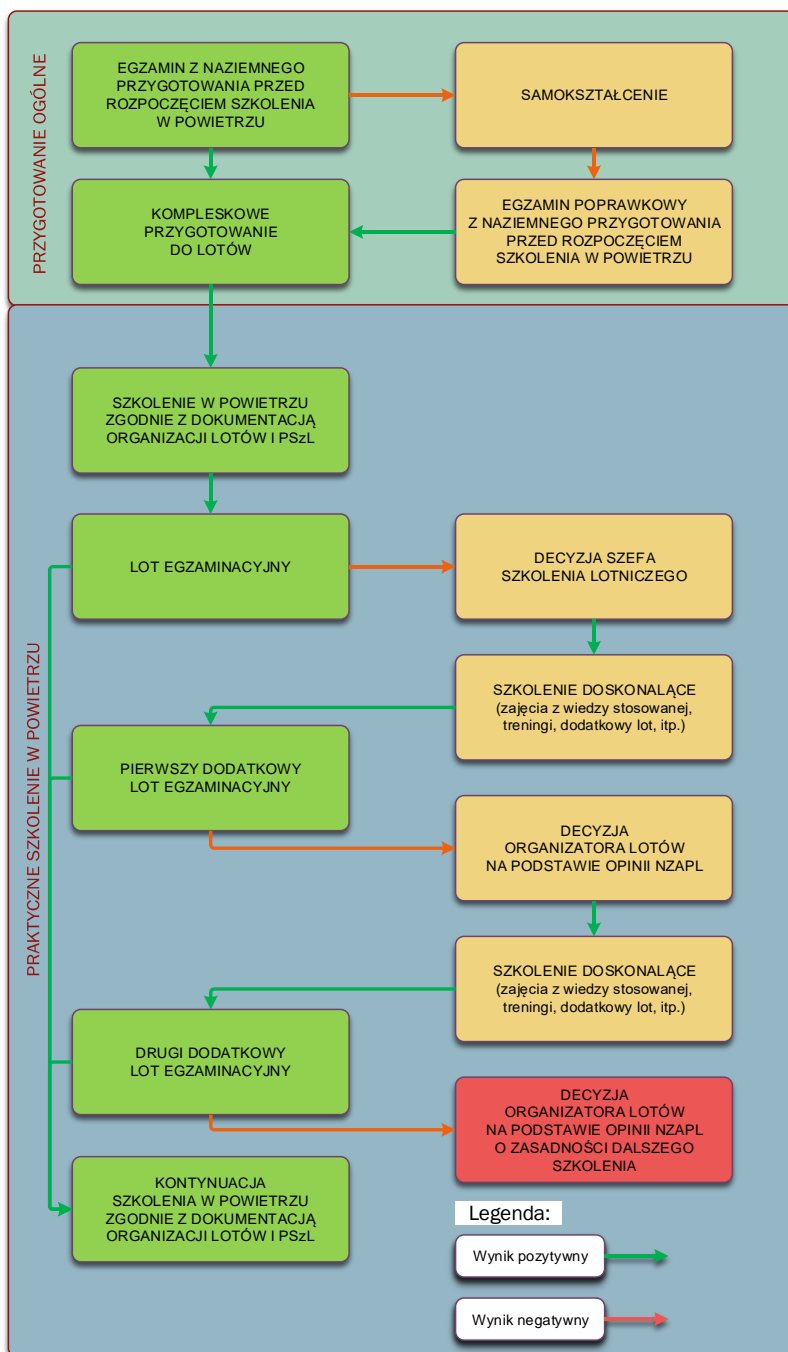 PRZYGOTOWANIE OGÓLNE
EGZAMIN Z NAZIEMNEGO
PRZYGOTOWANIA PRZED
ROZPOCZĘCIEM SZKOLENIA
W POWIETRZU
SAMOKSZTAŁCENIE
KOMPLESKOWE
PRZYGOTOWANIE
DO LOTÓW
EGZAMIN POPRAWKOWY
Z NAZIEMNEGO PRZYGOTOWANIA
PRZED ROZPOCZĘCIEM
SZKOLENIA W POWIETRZU
PRAKTYCZNE SZKOLENIE W POWIETRZU
SZKOLENIE W POWIETRZU
ZGODNIE Z DOKUMENTACJĄ
ORGANIZACJI LOTÓW I PSzL
LOT EGZAMINACYJNY
DECYZJA SZEFA
SZKOLENIA LOTNICZEGO
SZKOLENIE DOSKONALĄCE
(zajęcia z wiedzy stosowanej,
treningi, dodatkowy lot, itp.)
PIERWSZY DODATKOWY
LOT EGZAMINACYJNY
DECYZJA
ORGANIZATORA LOTÓW
NA PODSTAWIE OPINII NZAPL
SZKOLENIE DOSKONALĄCE
(zajęcia z wiedzy stosowanej,
treningi, dodatkowy lot, itp.)
DRUGI DODATKOWY
LOT EGZAMINACYJNY
DECYZJA
ORGANIZATORA LOTÓW
NA PODSTAWIE OPINII NZAPL
O ZASADNOŚCI DALSZEGO
SZKOLENIA
KONTYNUACJA
SZKOLENIA W POWIETRZU
ZGODNIE Z DOKUMENTACJĄ
ORGANIZACJI LOTÓW I PSzL
Legenda:
Wynik pozytywny
Wynik negatywny